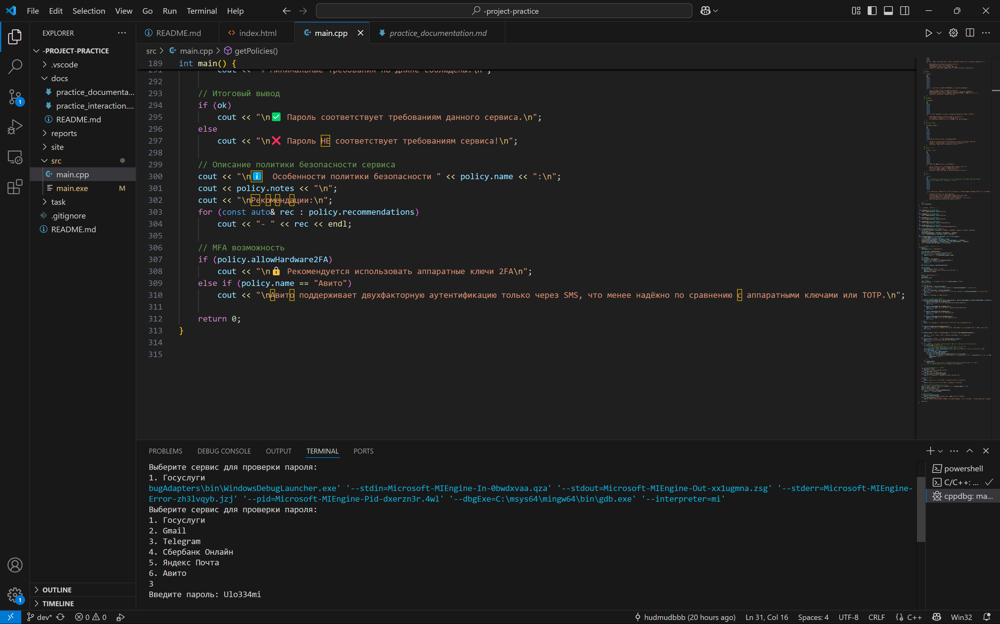 File Edit Selection View Go Run Terminal Help
-project-practice
EXPLORER
README.md
index.html
main.cpp
practice_documentation.md
-PROJECT-PRACTICE
.vscode
docs
practice_documenta...
practice_interaction....
README.md
reports
site
src
main.cpp
main.exe M
task
.gitignore
README.md
OUTLINE
TIMELINE
src > main.cpp > getPolicies()
189 int main() {
291 cout << "+ Минимальные требования по длине соблюдены.\n";
292
293 // Итоговый вывод
294 if (ok)
295 cout << "\n✅ Пароль соответствует требованиям данного сервиса.\n";
296 else
297 cout << "\n❌ Пароль НЕ соответствует требованиям сервиса!\n";
298
299 // Описание политики безопасности сервиса
300 cout << "\nℹ️ Особенности политики безопасности " << policy.name << ":\n";
301 cout << policy.notes << "\n";
302 cout << "\nРекомендации:\n";
303 for (const auto& rec : policy.recommendations)
304 cout << "- " << rec << endl;
305
306 // MFA возможность
307 if (policy.allowHardware2FA)
308 cout << "\n🔒 Рекомендуется использовать аппаратные ключи 2FA\n";
309 else if (policy.name == "Авито")
310 cout << "\nАвито поддерживает двухфакторную аутентификацию только через SMS, что менее надёжно по сравнению с аппаратными ключами или TOTP.\n";
311
312 return 0;
313 }
314
315
PROBLEMS DEBUG CONSOLE OUTPUT TERMINAL PORTS
Выберите сервис для проверки пароля:
1. Госуслуги
bugAdapters\bin\WindowsDebugLauncher.exe' '--stdin=Microsoft-MIEngine-In-0bwdxvaa.qza' '--stdout=Microsoft-MIEngine-Out-xx1ugmna.zsg' '--stderr=Microsoft-MIEngine-
Error-zh3lvqyb.jzj' '--pid=Microsoft-MIEngine-Pid-dxerzn3r.4wl' '--dbgExe=C:\msys64\mingw64\bin\gdb.exe' '--interpreter=mi'
Выберите сервис для проверки пароля:
1. Госуслуги
2. Gmail
3. Telegram
4. Сбербанк Онлайн
5. Яндекс Почта
6. Авито
3
Введите пароль: Ulo334mi
powershell
C/C++: ...
cppdbg: ma...
1
1
dev* 0 0
hudmudbbb (20 hours ago) Ln 31, Col 16 Spaces: 4 UTF-8 CRLF C++ Win32